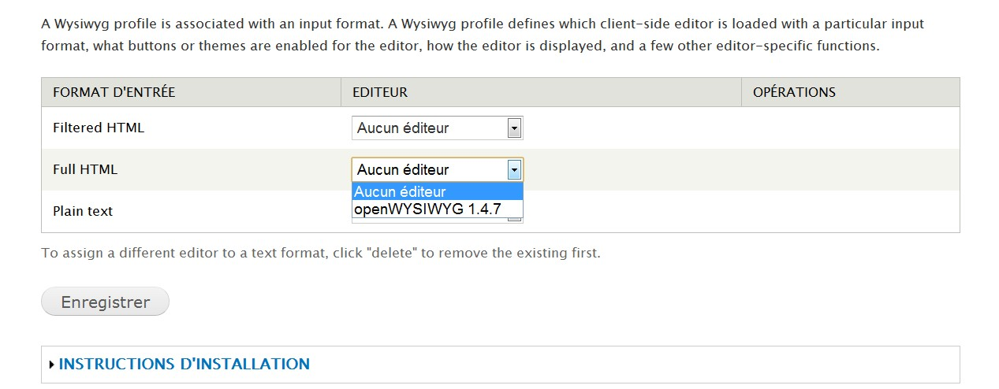 A Wysiwyg profile is associated with an input format. A Wysiwyg profile defines which client-side editor is loaded with a particular input
format, what buttons or themes are enabled for the editor, how the editor is displayed, and a few other editor-specific functions.
FORMAT D'ENTRÉE EDITEUR OPÉRATIONS
Filtered HTML Aucun éditeur
Full HTML Aucun éditeur
Aucun éditeur
openWYSIWYG 1.4.7
Plain text
To assign a different editor to a text format, click "delete" to remove the existing first.
Enregistrer
INSTRUCTIONS D'INSTALLATION